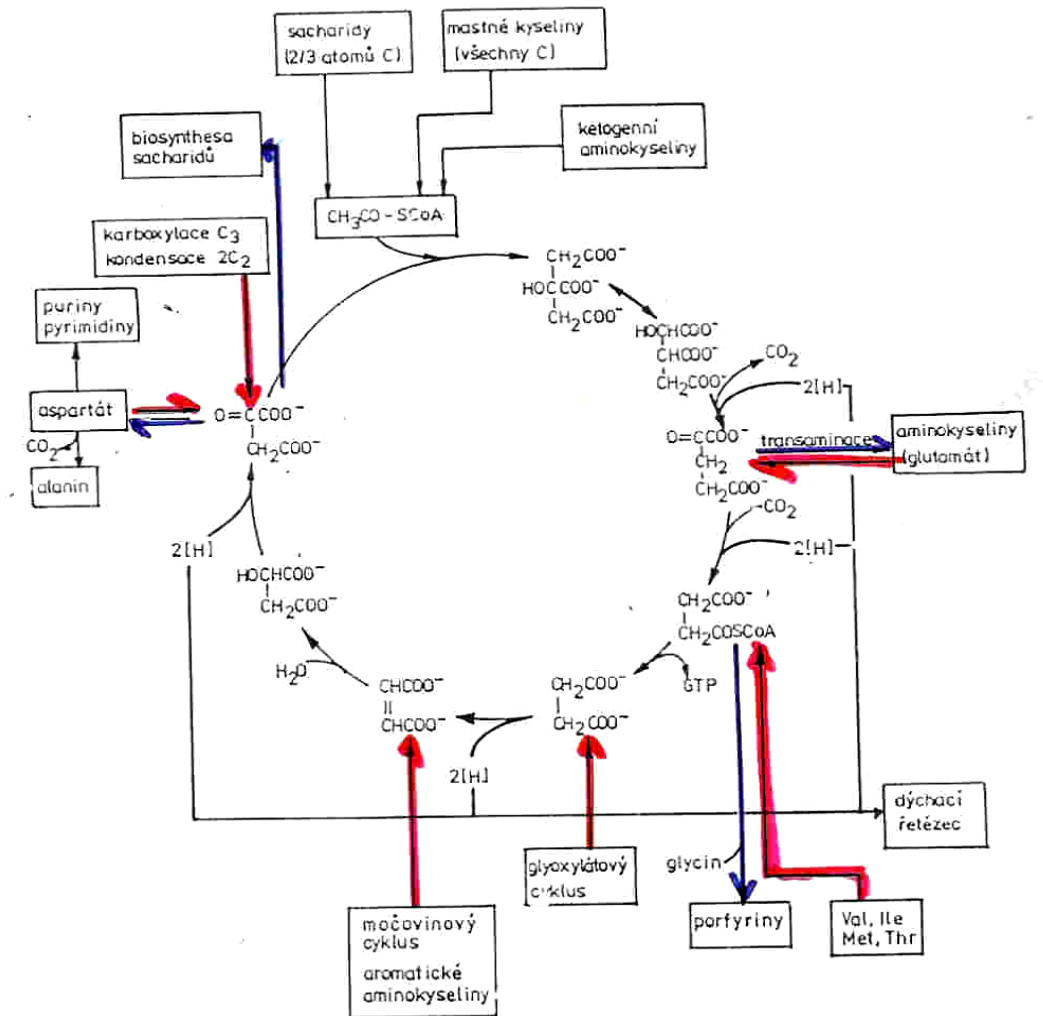 sacharidy
(2/3 atomů C)
mastné kyseliny
(všechny C)
biosynthesa
sacharidů
ketogenní
aminokyseliny
CH₃CO-SCoA
karboxylace C₃
kondensace 2C₂
puriny
pyrimidiny
aspartát
CO₂
alanin
CH₂COO⁻
HOCCOO⁻
CH₂COO⁻
HOCHCOO⁻
CHCOO⁻
CH₂COO⁻
CO₂
2[H]
O=CCOO⁻
CH₂COO⁻
O=CCOO⁻
CH₂
CH₂COO⁻
transaminace
aminokyseliny
(glutamát)
CO₂
2[H]
2[H]
HOCHCOO⁻
CH₂COO⁻
CH₂COO⁻
CH₂COSCoA
H₂O
CHCOO⁻
=
CHCOO⁻
CH₂COO⁻
CH₂COO⁻
GTP
2[H]
dýchací
řetězec
glyoxylátový
cyklus
glycin
močovinový
cyklus
aromatické
aminokyseliny
porfyriny
Val, Ile
Met, Thr